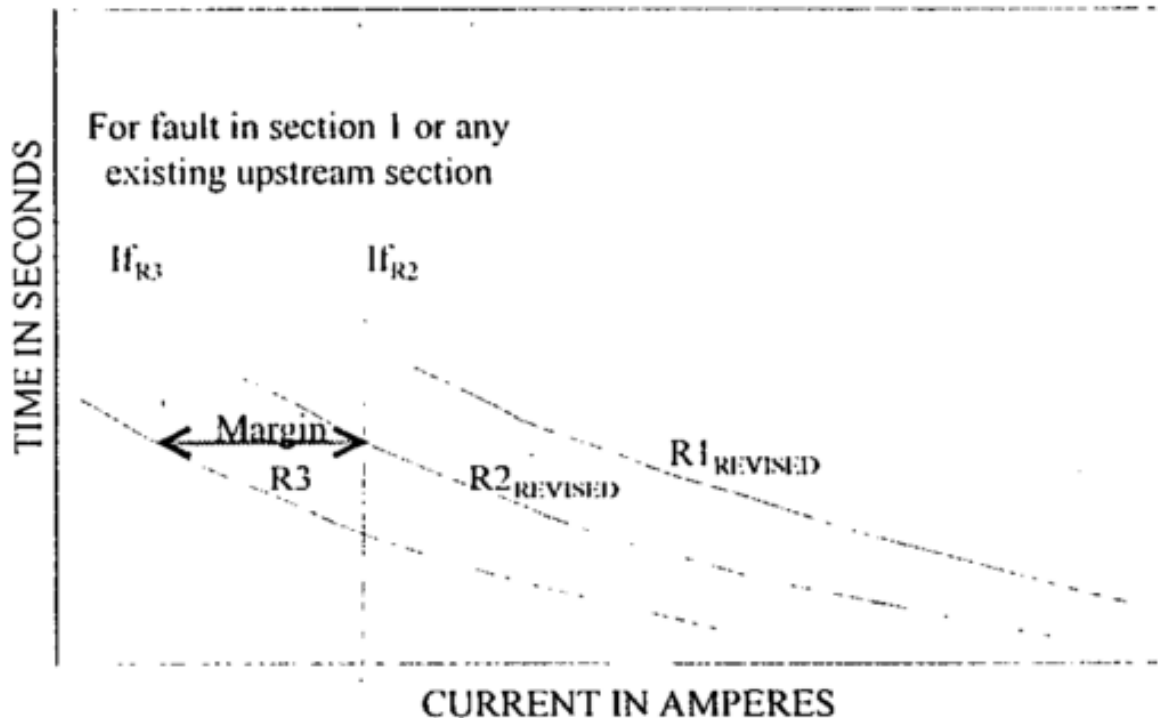 For fault in section 1 or any
existing upstream section
TIME IN SECONDS
If_R3
If_R2
Margin
R3
R2_REVISED
R1_REVISED
CURRENT IN AMPERES